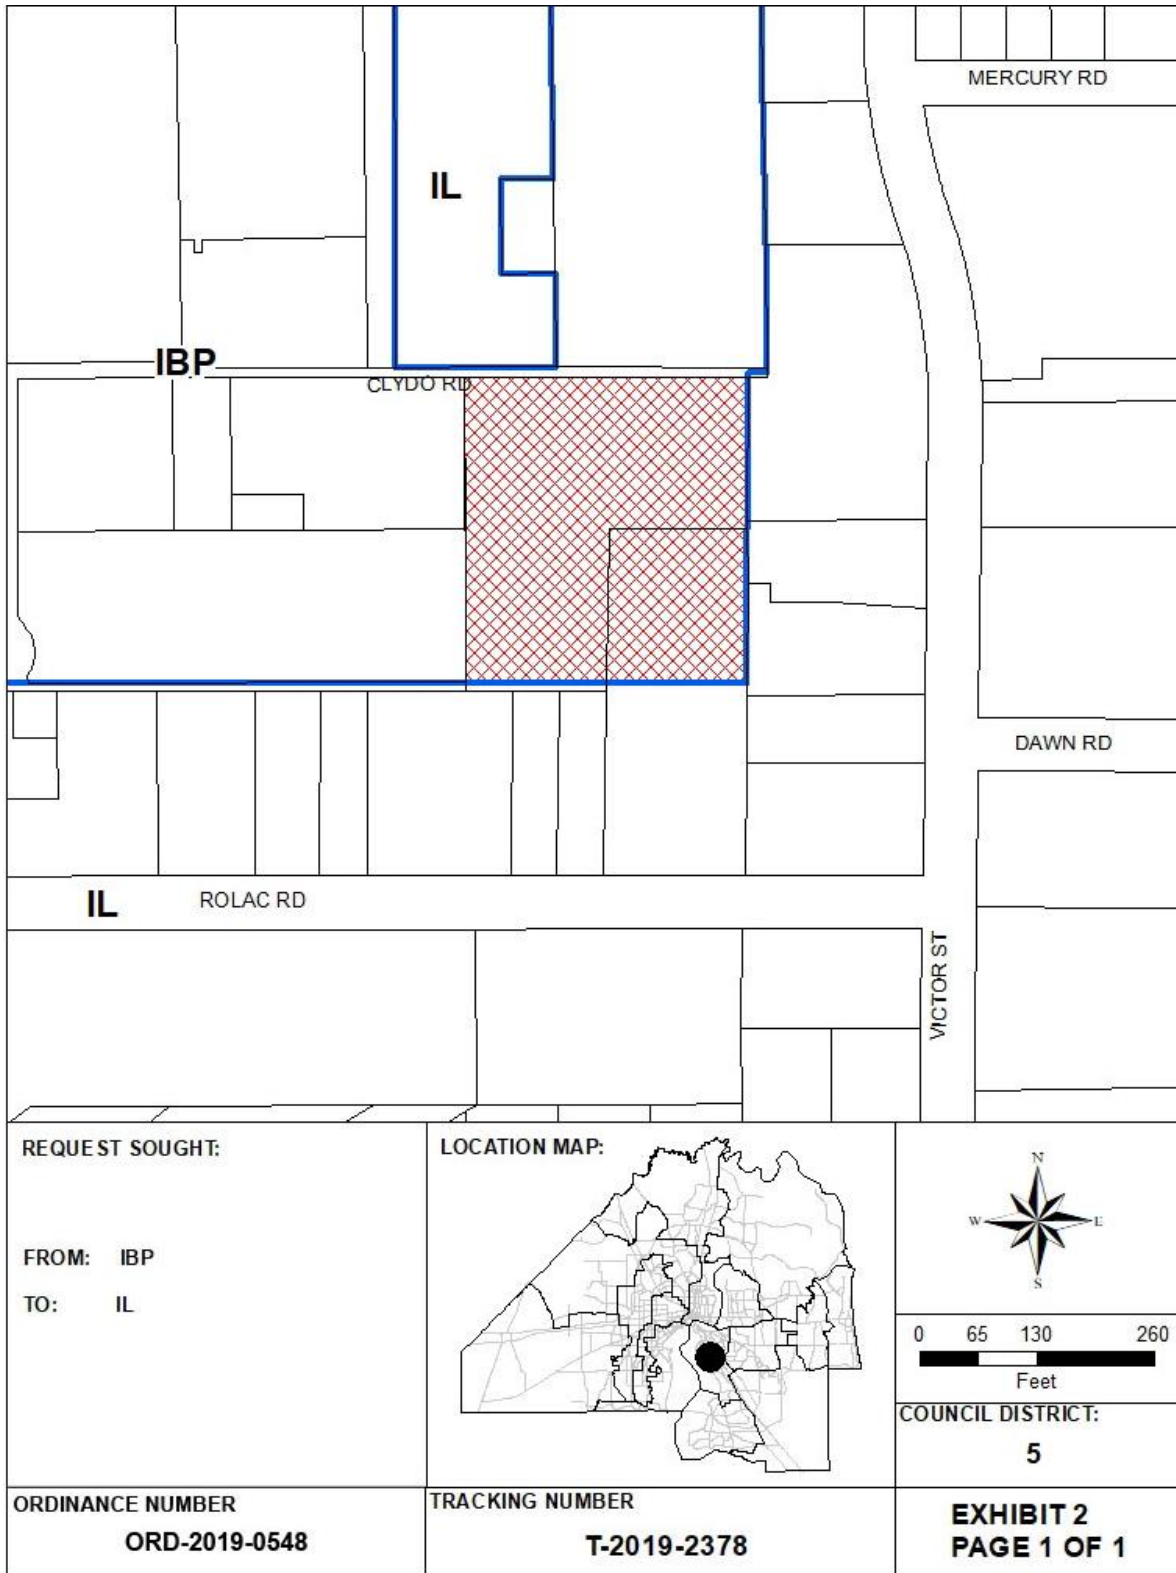 MERCURY RD
IL
IBP
CLYDO RD
DAWN RD
IL
ROLAC RD
VICTOR ST
REQUEST SOUGHT:
FROM: IBP
TO: IL
LOCATION MAP:
N
W E
S
0 65 130 260
Feet
COUNCIL DISTRICT:
5
ORDINANCE NUMBER
ORD-2019-0548
TRACKING NUMBER
T-2019-2378
EXHIBIT 2
PAGE 1 OF 1